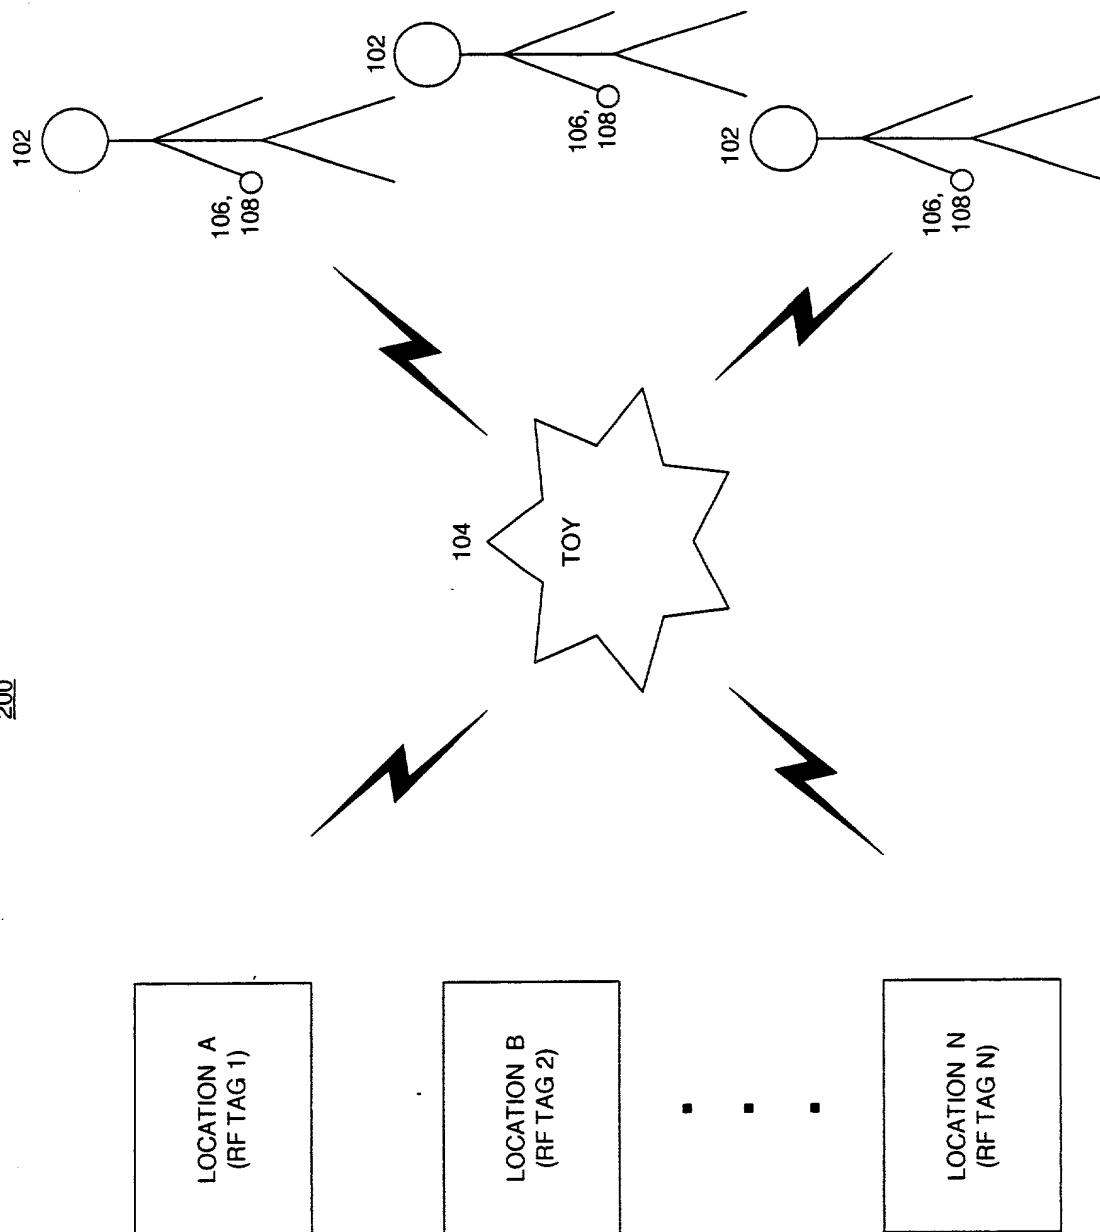 200
LOCATION A
(RF TAG 1)
LOCATION B
(RF TAG 2)
LOCATION N
(RF TAG N)
104
TOY
102
106,
108
102
106,
108
102
106,
108